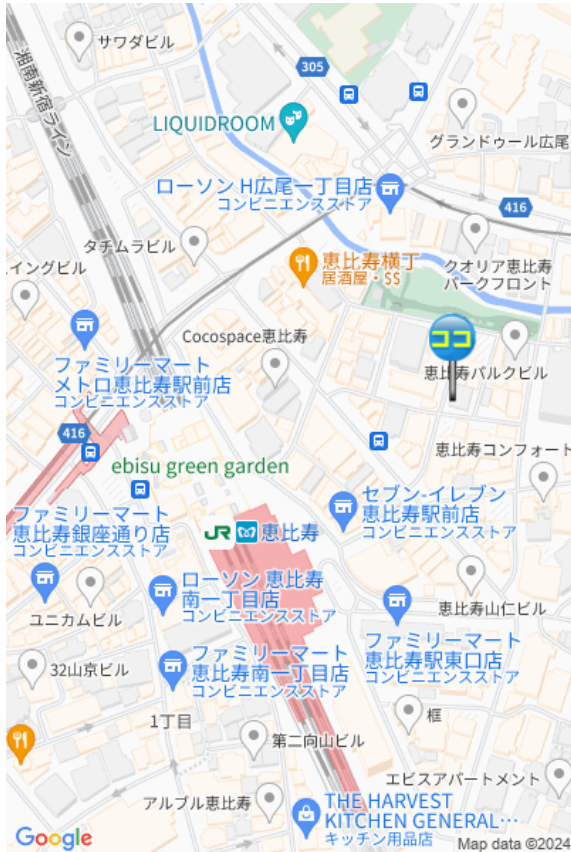 サワダビル
湘南新宿ライン
305
LIQUIDROOM
グランドゥール広尾
ローソン H広尾一丁目店
コンビニエンスストア
416
タチムラビル
恵比寿横丁
居酒屋・$$
クオリア恵比寿
パークフロント
イングビル
ココ
Cocospace恵比寿
ファミリーマート
メトロ恵比寿駅前店
コンビニエンスストア
恵比寿パルクビル
416
恵比寿コンフォート
ebisu green garden
セブン-イレブン
恵比寿駅前店
コンビニエンスストア
ファミリーマート
恵比寿銀座通り店
コンビニエンスストア
JR 恵比寿
ローソン 恵比寿
南一丁目店
コンビニエンスストア
ユニカムビル
恵比寿山仁ビル
ファミリーマート
恵比寿駅東口店
コンビニエンスストア
ファミリーマート
恵比寿南一丁目店
コンビニエンスストア
32山京ビル
框
1丁目
第二向山ビル
エビスアパートメント
アルブル恵比寿
THE HARVEST
KITCHEN GENERAL…
キッチン用品店
Google
Map data ©2024